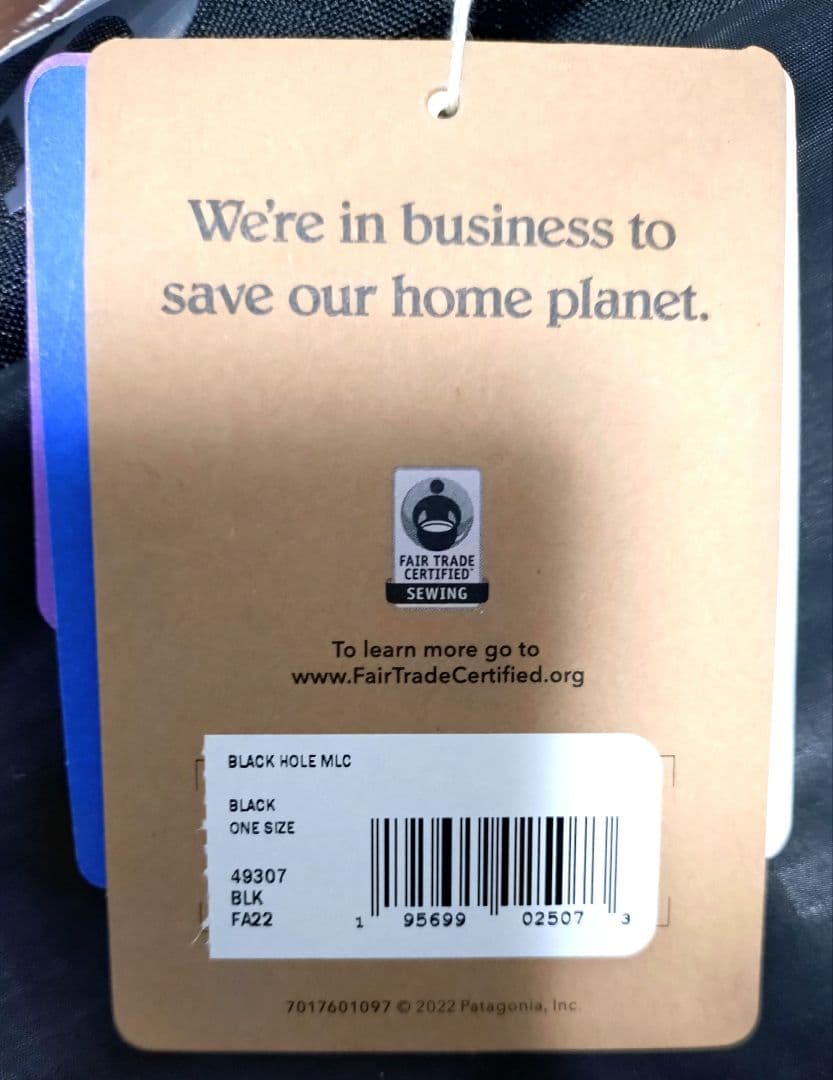 We're in business to
save our home planet.
FAIR TRADE
CERTIFIED™
SEWING
To learn more go to
www.FairTradeCertified.org
BLACK HOLE MLC
BLACK
ONE SIZE
49307
BLK
FA22
1 95699 02507 3
7017601097 © 2022 Patagonia, Inc.